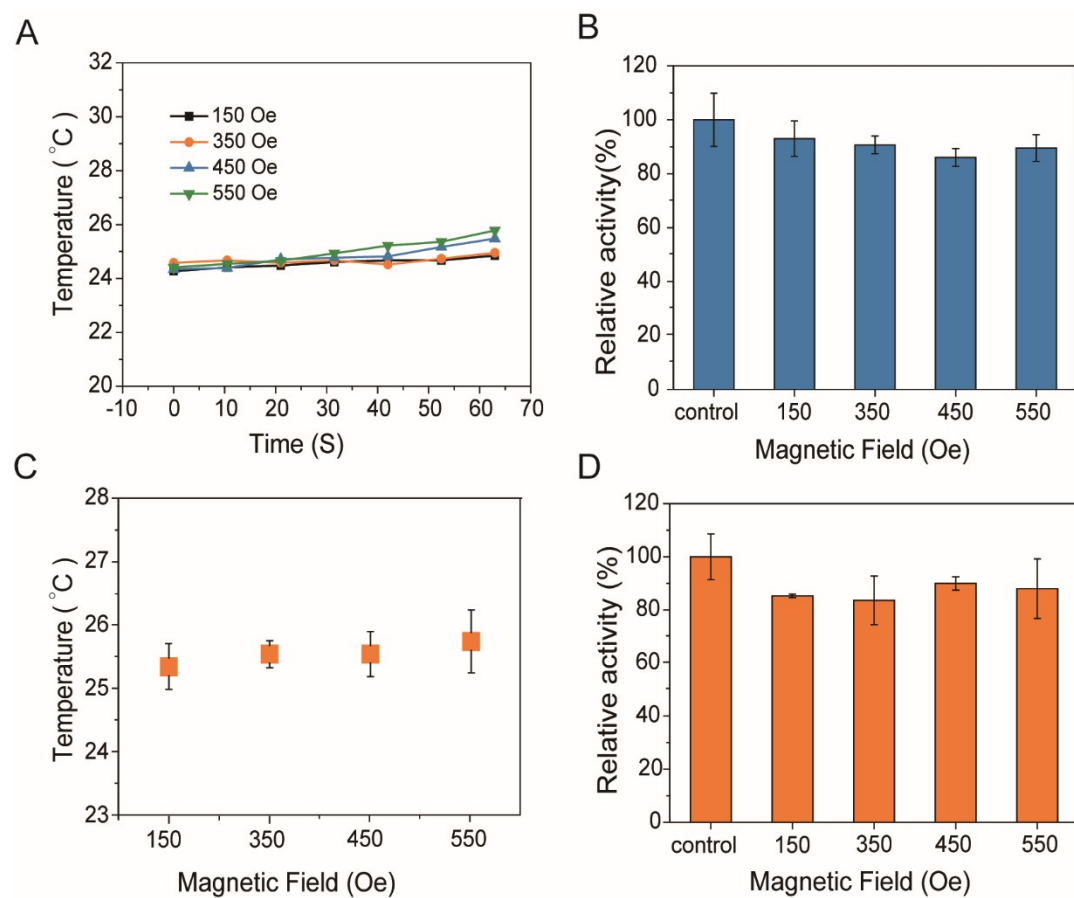 A
32
30
28
26
24
22
20
Temperature ( °C )
150 Oe
350 Oe
450 Oe
550 Oe
-10 0 10 20 30 40 50 60 70
Time (S)
B
120
100
80
60
40
20
0
Relative activity(%)
control 150 350 450 550
Magnetic Field (Oe)
C
28
27
26
25
24
23
Temperature ( °C )
150 350 450 550
Magnetic Field (Oe)
D
120
100
80
60
40
20
0
Relative activity (%)
control 150 350 450 550
Magnetic Field (Oe)